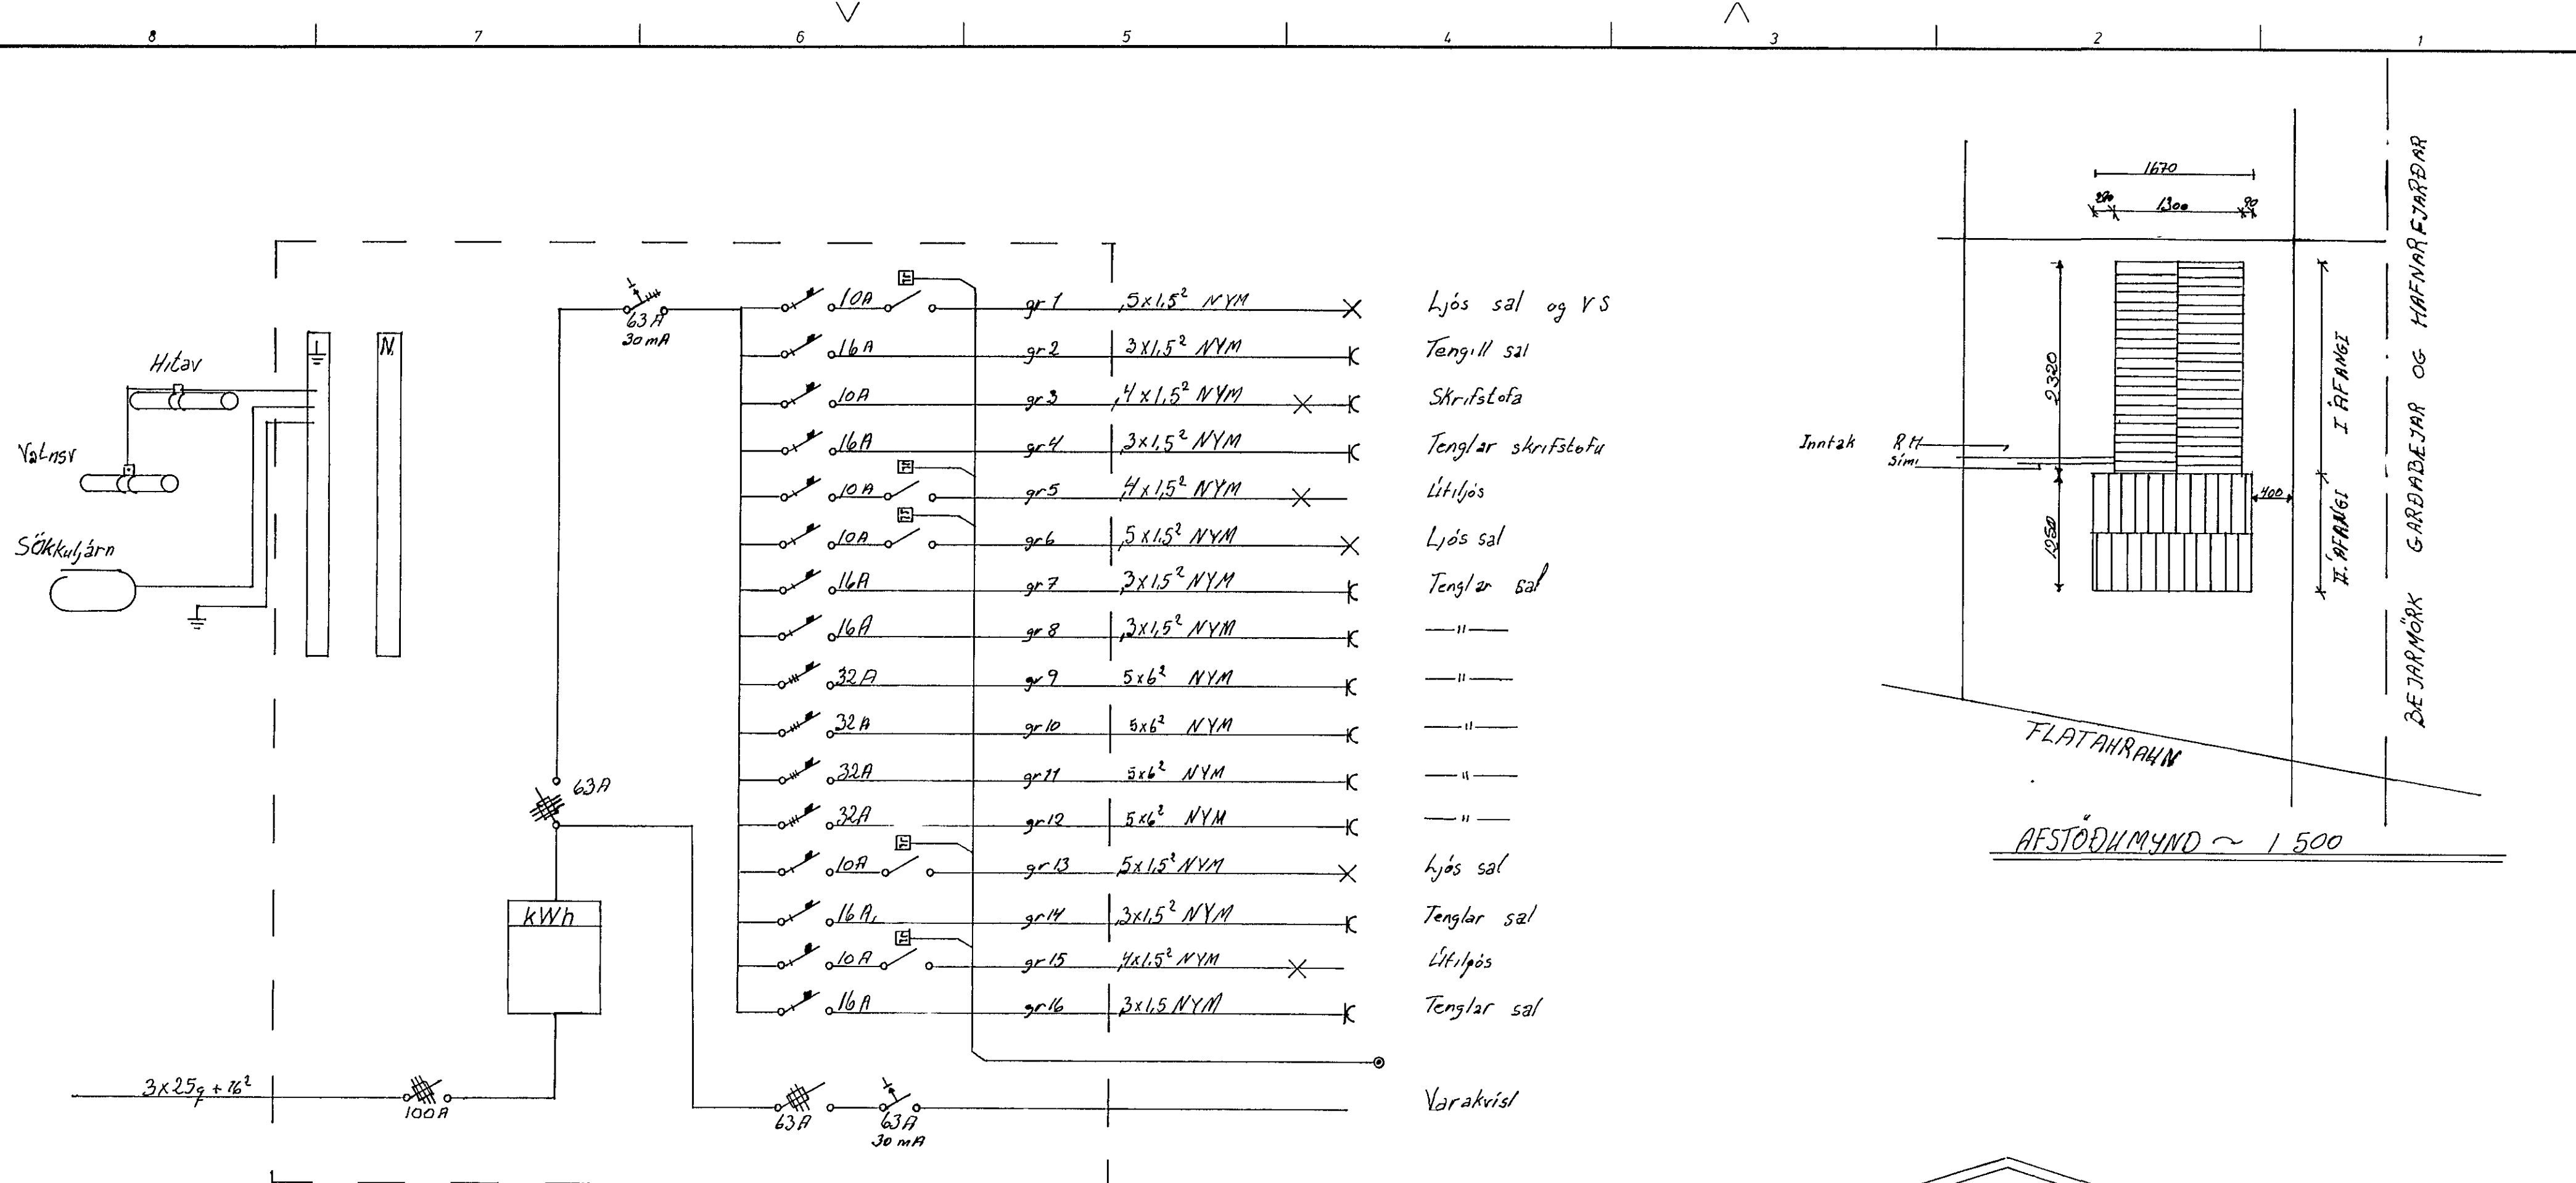 8 7 6 5 4 3 2 1
Hitav
Vatnsv
Sökkuljárn
N.
63A
30mA
10A gr1 5x1,5² NYM Ljós sal og VS
16A gr2 3x1,5² NYM Tengill sal
10A gr3 4x1,5² NYM Skrifstofa
16A gr4 3x1,5² NYM Tenglar skrifstofu
10A gr5 4x1,5² NYM Útiljós
10A gr6 5x1,5² NYM Ljós sal
16A gr7 3x1,5² NYM Tenglar sal
16A gr8 3x1,5² NYM —"—
32A gr9 5x6² NYM —"—
32A gr10 5x6² NYM —"—
32A gr11 5x6² NYM —"—
32A gr12 5x6² NYM —"—
10A gr13 5x1,5² NYM Ljós sal
16A gr14 3x1,5² NYM Tenglar sal
10A gr15 4x1,5² NYM Útiljós
16A gr16 3x1,5 NYM Tenglar sal
63A
kWh
3x25q+16²
100A
63A
63A
30mA
Varakvísl
1670
1300
90
2320
1250
400
Inntak RH
Sími
I ÁFANGI
II. ÁFANGI
BÆJARMÖRK GARÐABÆJAR OG HAFNARFJARÐAR
FLATAHRAUN
AFSTÖÐUMYND ~ 1 500